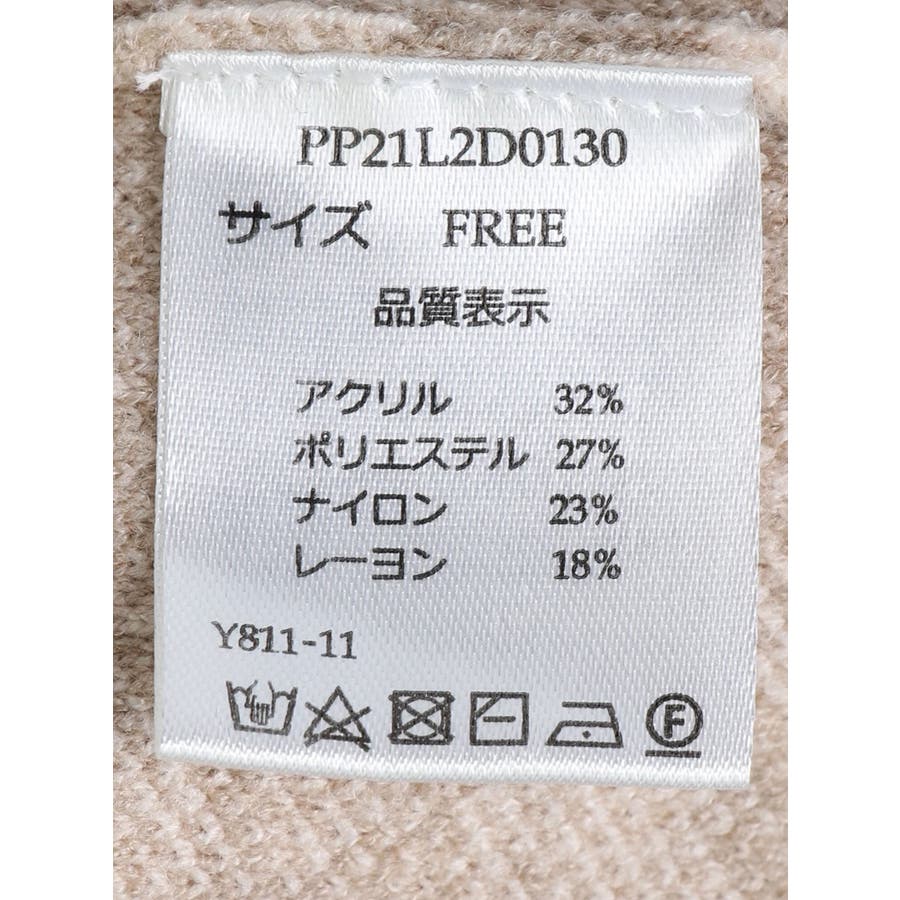 PP21L2D0130
サイズ FREE
品質表示
アクリル 32%
ポリエステル 27%
ナイロン 23%
レーヨン 18%
Y811-11
F